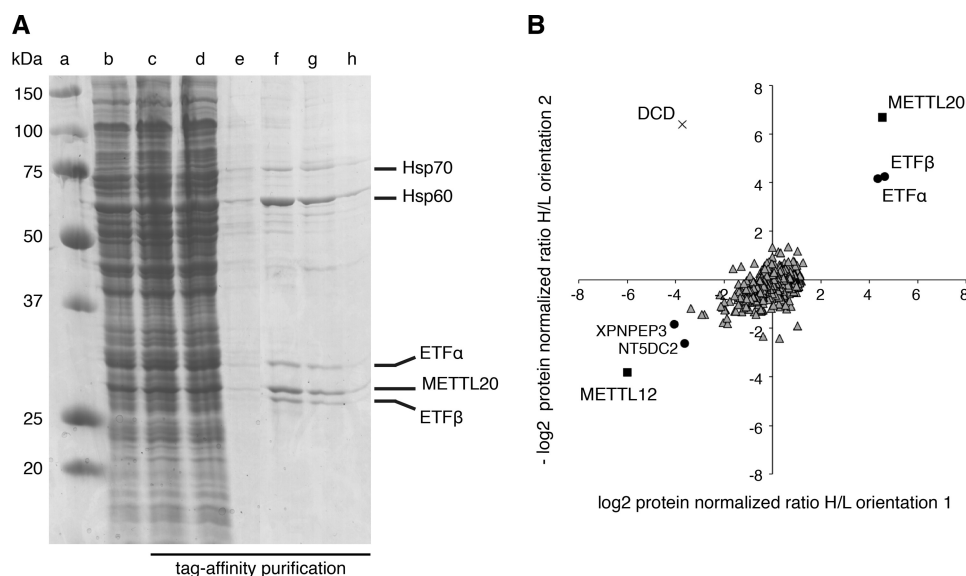 A
kDa a b c d e f g h
150
100
75
50
37
25
20
Hsp70
Hsp60
ETFα
METTL20
ETFβ
tag-affinity purification
B
- log2 protein normalized ratio H/L orientation 2
8
6
4
2
-2
-4
-6
-8
-8 -6 -4 -2 2 4 6 8
DCD
METTL20
ETFβ
ETFα
XPNPEP3
NT5DC2
METTL12
log2 protein normalized ratio H/L orientation 1